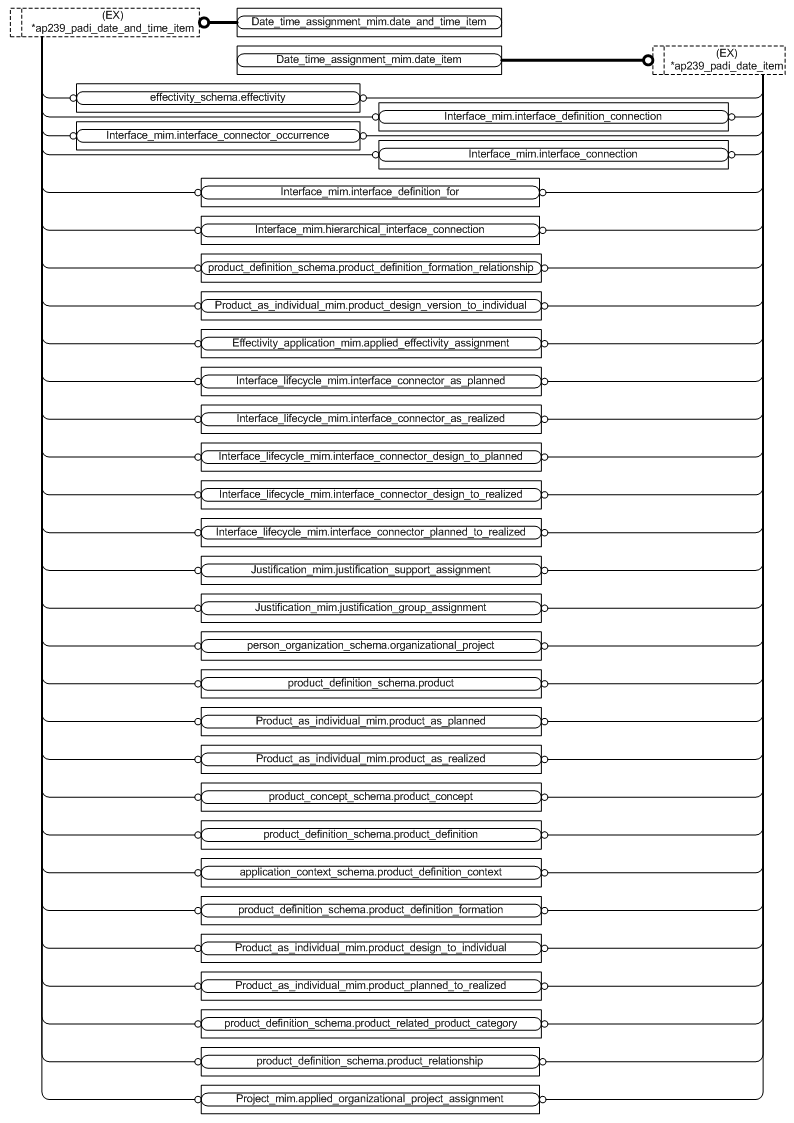 (EX)
*ap239_padi_date_and_time_item
Date_time_assignment_mim.date_and_time_item
Date_time_assignment_mim.date_item
(EX)
*ap239_padi_date_item
effectivity_schema.effectivity
Interface_mim.interface_definition_connection
Interface_mim.interface_connector_occurrence
Interface_mim.interface_connection
Interface_mim.interface_definition_for
Interface_mim.hierarchical_interface_connection
product_definition_schema.product_definition_formation_relationship
Product_as_individual_mim.product_design_version_to_individual
Effectivity_application_mim.applied_effectivity_assignment
Interface_lifecycle_mim.interface_connector_as_planned
Interface_lifecycle_mim.interface_connector_as_realized
Interface_lifecycle_mim.interface_connector_design_to_planned
Interface_lifecycle_mim.interface_connector_design_to_realized
Interface_lifecycle_mim.interface_connector_planned_to_realized
Justification_mim.justification_support_assignment
Justification_mim.justification_group_assignment
person_organization_schema.organizational_project
product_definition_schema.product
Product_as_individual_mim.product_as_planned
Product_as_individual_mim.product_as_realized
product_concept_schema.product_concept
product_definition_schema.product_definition
application_context_schema.product_definition_context
product_definition_schema.product_definition_formation
Product_as_individual_mim.product_design_to_individual
Product_as_individual_mim.product_planned_to_realized
product_definition_schema.product_related_product_category
product_definition_schema.product_relationship
Project_mim.applied_organizational_project_assignment